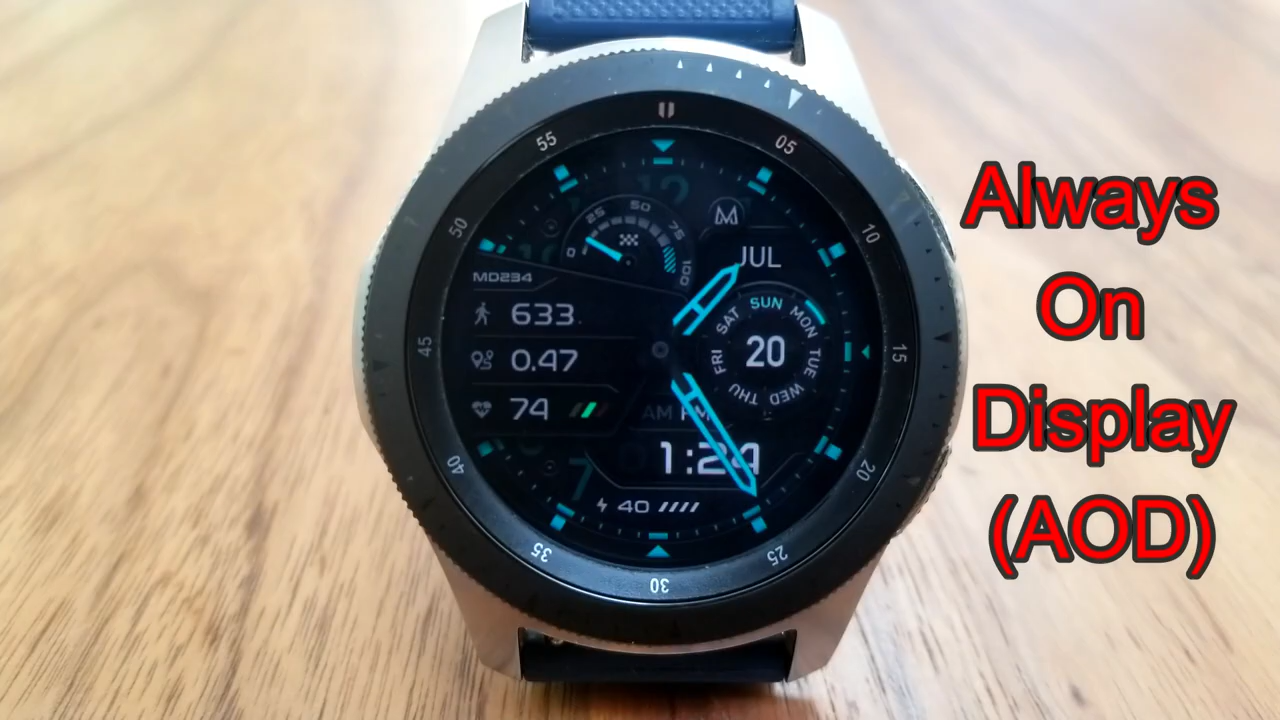 55
05
12
50
25
50
75
0
100
M
10
JUL
MD234
SAT SUN MON TUE WED THU FRI
20
633
45
15
0.47
74
AM PM
1:24
40
20
7
40
35
25
30
Always
On
Display
(AOD)